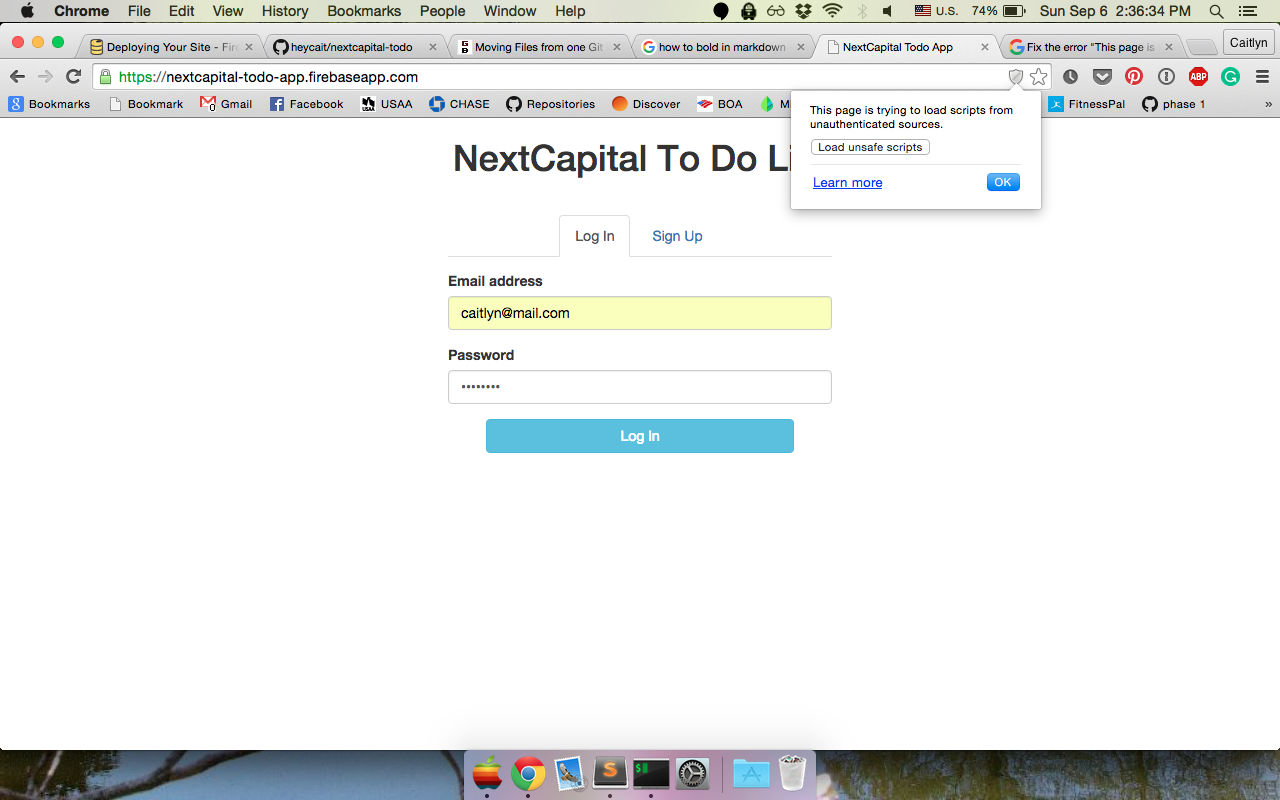 Chrome File Edit View History Bookmarks People Window Help U.S. 74% Sun Sep 6 2:36:34 PM
Deploying Your Site - Fir
heycait/nextcapital-todo
Moving Files from one Git
how to bold in markdown
NextCapital Todo App
Fix the error "This page is
Caitlyn
https://nextcapital-todo-app.firebaseapp.com
ABP
Bookmarks Bookmark Gmail Facebook USAA CHASE Repositories Discover BOA M FitnessPal phase 1 »
This page is trying to load scripts from
unauthenticated sources.
Load unsafe scripts
Learn more OK
NextCapital To Do Li
Log In Sign Up
Email address
caitlyn@mail.com
Password
••••••••
Log In